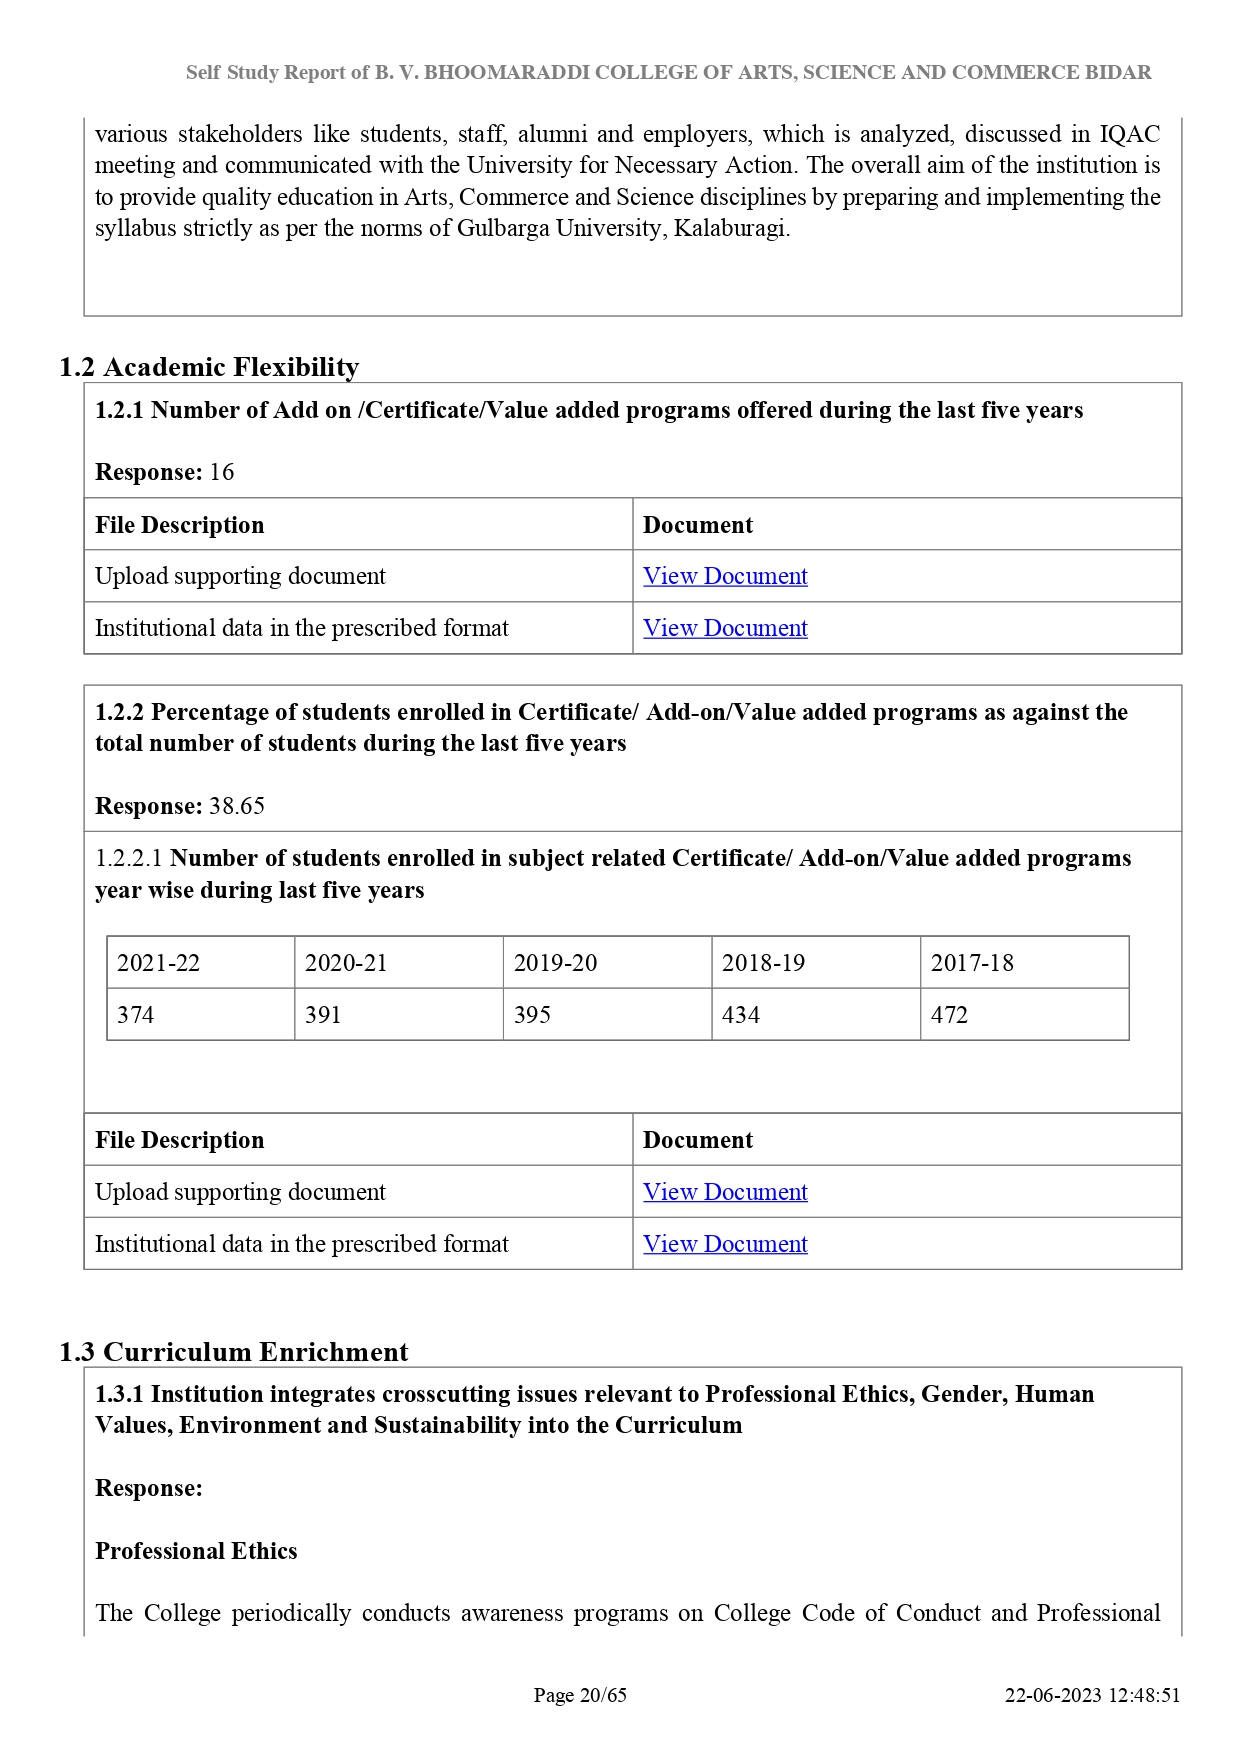 Self Study Report of B. V. BHOOMARADDI COLLEGE OF ARTS, SCIENCE AND COMMERCE BIDAR
various stakeholders like students, staff, alumni and employers, which is analyzed, discussed in IQAC
meeting and communicated with the University for Necessary Action. The overall aim of the institution is
to provide quality education in Arts, Commerce and Science disciplines by preparing and implementing the
syllabus strictly as per the norms of Gulbarga University, Kalaburagi.
1.2 Academic Flexibility
1.2.1 Number of Add on /Certificate/Value added programs offered during the last five years
Response: 16
File Description Document
Upload supporting document View Document
Institutional data in the prescribed format View Document
1.2.2 Percentage of students enrolled in Certificate/ Add-on/Value added programs as against the
total number of students during the last five years
Response: 38.65
1.2.2.1 Number of students enrolled in subject related Certificate/ Add-on/Value added programs
year wise during last five years
2021-22 2020-21 2019-20 2018-19 2017-18
374 391 395 434 472
File Description Document
Upload supporting document View Document
Institutional data in the prescribed format View Document
1.3 Curriculum Enrichment
1.3.1 Institution integrates crosscutting issues relevant to Professional Ethics, Gender, Human
Values, Environment and Sustainability into the Curriculum
Response:
Professional Ethics
The College periodically conducts awareness programs on College Code of Conduct and Professional
Page 20/65 22-06-2023 12:48:51